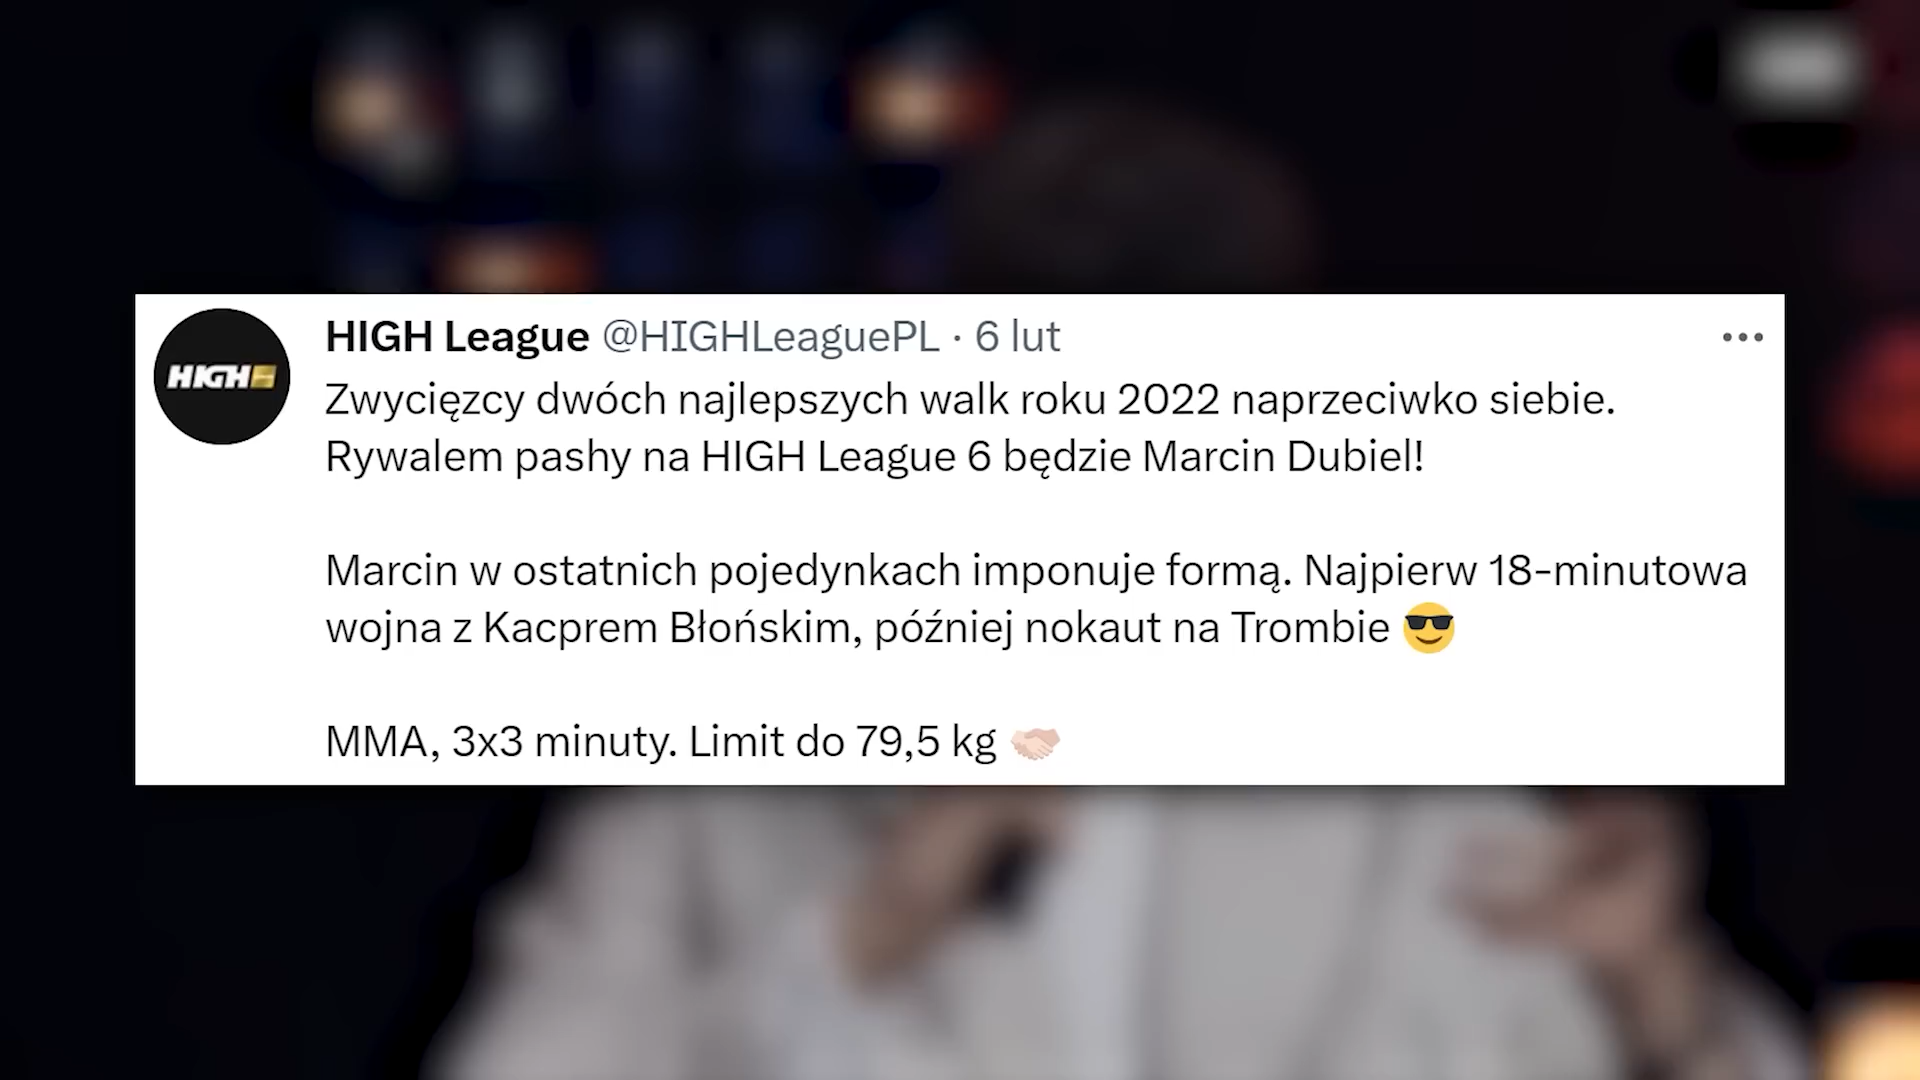 HIGH
HIGH League @HIGHLeaguePL · 6 lut
Zwycięzcy dwóch najlepszych walk roku 2022 naprzeciwko siebie.
Rywalem pashy na HIGH League 6 będzie Marcin Dubiel!
Marcin w ostatnich pojedynkach imponuje formą. Najpierw 18-minutowa
wojna z Kacprem Błońskim, później nokaut na Trombie 😎
MMA, 3x3 minuty. Limit do 79,5 kg 🤝🏻